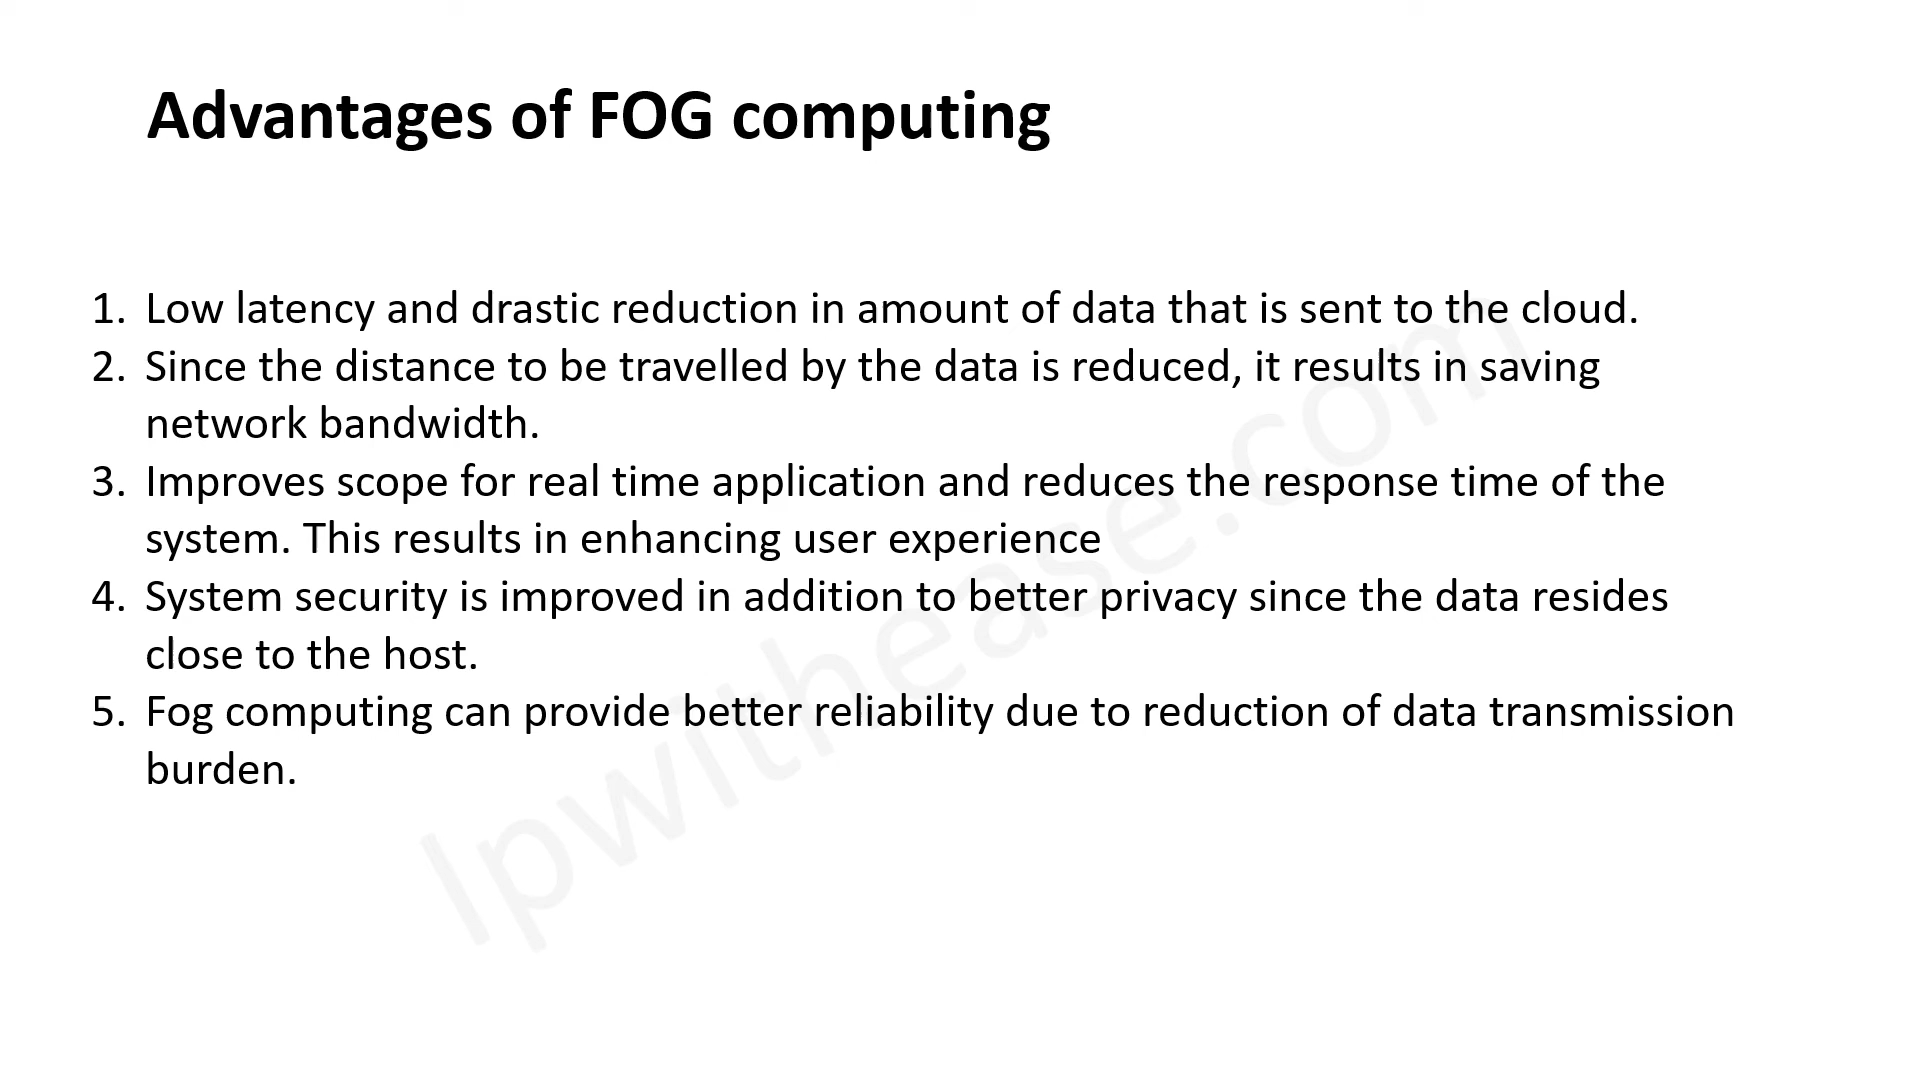 Advantages of FOG computing
1. Low latency and drastic reduction in amount of data that is sent to the cloud.
2. Since the distance to be travelled by the data is reduced, it results in saving
network bandwidth.
3. Improves scope for real time application and reduces the response time of the
system. This results in enhancing user experience
4. System security is improved in addition to better privacy since the data resides
close to the host.
5. Fog computing can provide better reliability due to reduction of data transmission
burden.
Ipwithease.com